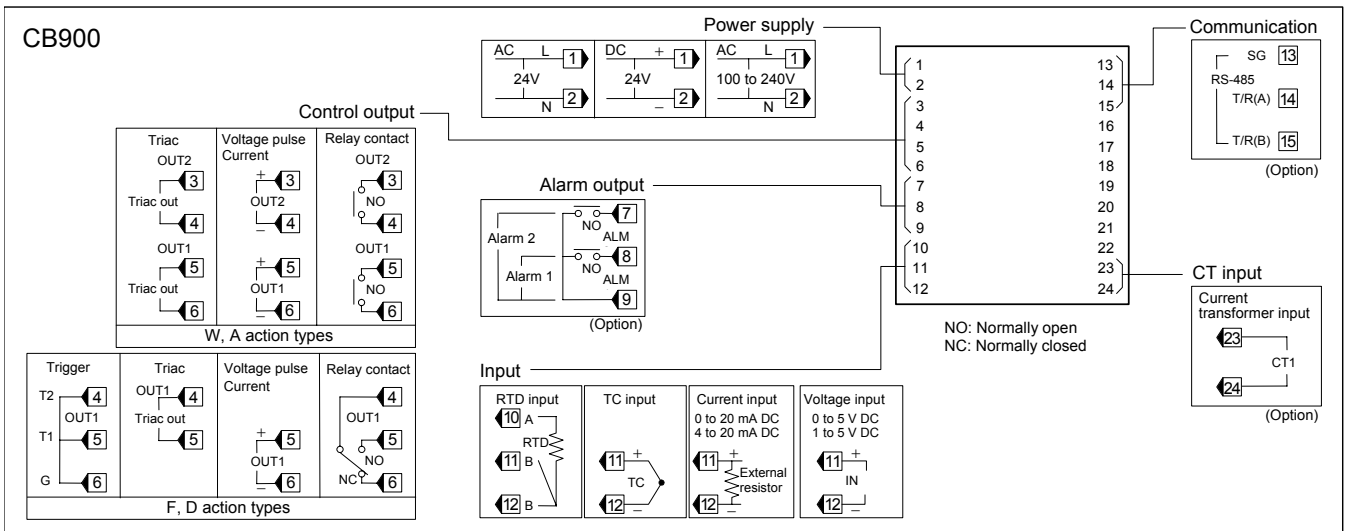 CB900
Power supply
AC L 1
24V
N 2
DC + 1
24V
– 2
AC L 1
100 to 240V
N 2
Communication
SG 13
RS-485
T/R(A) 14
T/R(B) 15
(Option)
1
2
3
4
5
6
7
8
9
10
11
12
13
14
15
16
17
18
19
20
21
22
23
24
NO: Normally open
NC: Normally closed
Control output
Triac
OUT2
3
Triac out
4
OUT1
5
Triac out
6
Voltage pulse
Current
+ 3
OUT2
– 4
+ 5
OUT1
– 6
Relay contact
OUT2
3
NO
4
OUT1
5
NO
6
W, A action types
Trigger
T2 4
OUT1
T1 5
G 6
Triac
OUT1 4
Triac out
5
Voltage pulse
Current
+ 5
OUT1
– 6
Relay contact
4
OUT1
5
NO
NC 6
F, D action types
Alarm output
7
NO
ALM
Alarm 2
8
NO
Alarm 1
ALM
9
(Option)
CT input
Current
transformer input
23
CT1
24
(Option)
Input
RTD input
10 A
RTD
11 B
12 B
TC input
11 +
TC
12 –
Current input
0 to 20 mA DC
4 to 20 mA DC
11 +
External
resistor
12 –
Voltage input
0 to 5 V DC
1 to 5 V DC
11 +
IN
12 –